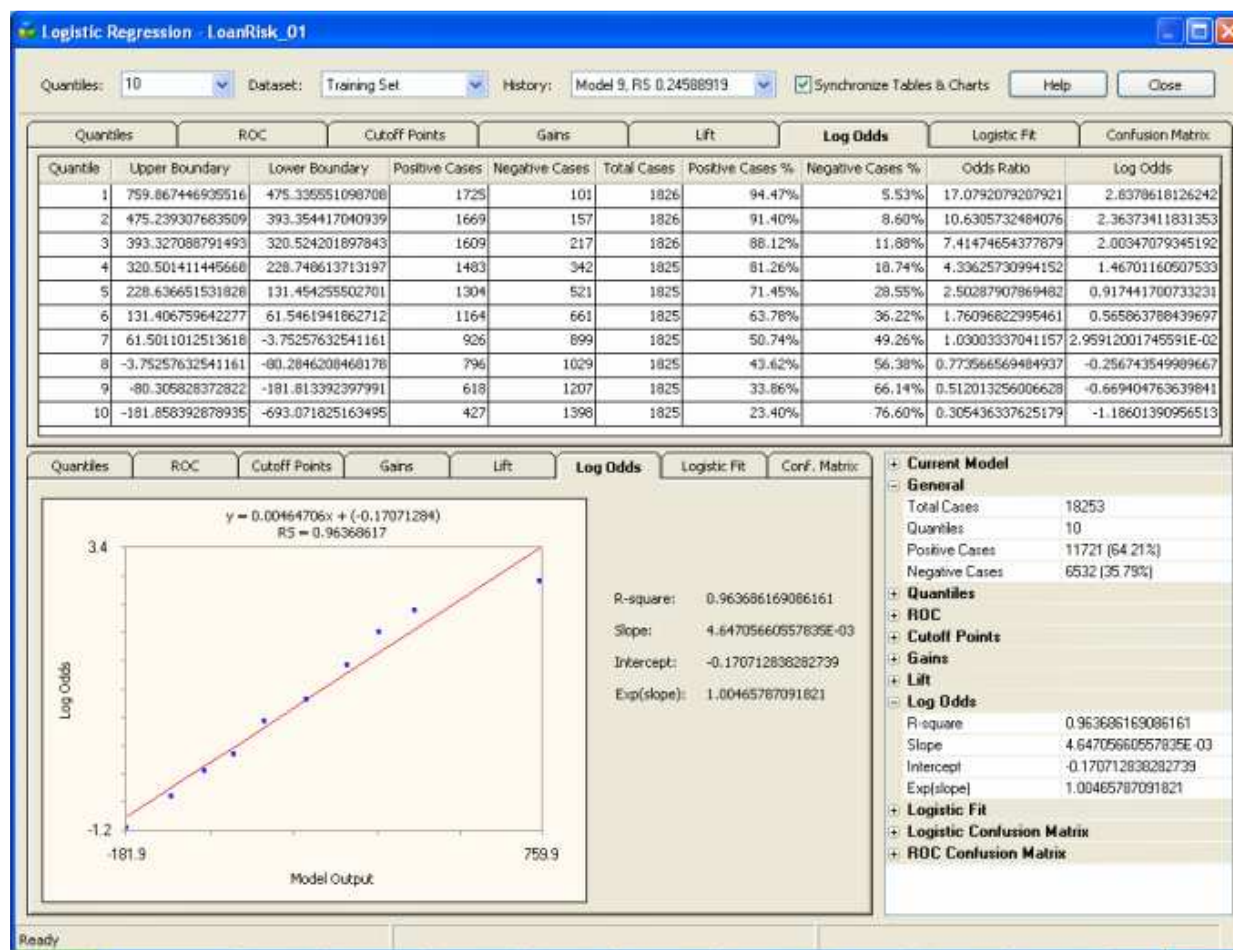 Logistic Regression - LoanRisk_01
Quantiles: 10 Dataset: Training Set History: Model 9, RS 0.24588919 Synchronize Tables & Charts Help Close
Quantiles ROC Cutoff Points Gains Lift Log Odds Logistic Fit Confusion Matrix
Quantile Upper Boundary Lower Boundary Positive Cases Negative Cases Total Cases Positive Cases % Negative Cases % Odds Ratio Log Odds
1 759.867446935516 475.335551098708 1725 101 1826 94.47% 5.53% 17.0792079207921 2.8378618126242
2 475.239307683509 393.354417040939 1669 157 1826 91.40% 8.60% 10.6305732484076 2.36373411831353
3 393.327088791493 320.524201897843 1609 217 1826 88.12% 11.88% 7.41474654377879 2.00347079345192
4 320.501411445668 228.748613713197 1483 342 1825 81.26% 18.74% 4.33625730994152 1.46701160507533
5 228.636651531828 131.454255502701 1304 521 1825 71.45% 28.55% 2.50287907869482 0.917441700733231
6 131.406759642277 61.5461941862712 1164 661 1825 63.78% 36.22% 1.76096822995461 0.565863788439697
7 61.5011012513618 -3.75257632541161 926 899 1825 50.74% 49.26% 1.03003337041157 2.95912001745591E-02
8 -3.75257632541161 -80.2846208468178 796 1029 1825 43.62% 56.38% 0.773566569484937 -0.256743549989667
9 -80.305828372822 -181.813392397991 618 1207 1825 33.86% 66.14% 0.512013256006628 -0.669404763639841
10 -181.858392878935 -693.071825163495 427 1398 1825 23.40% 76.60% 0.305436337625179 -1.18601390956513
Quantiles ROC Cutoff Points Gains Lift Log Odds Logistic Fit Conf. Matrix
y = 0.00464706x + (-0.17071284)
RS = 0.96368617
3.4
Log Odds
-1.2
-181.9 759.9
Model Output
R-square: 0.963686169086161
Slope: 4.64705660557835E-03
Intercept: -0.170712838282739
Exp(slope): 1.00465787091821
Current Model
General
Total Cases 18253
Quantiles 10
Positive Cases 11721 (64.21%)
Negative Cases 6532 (35.79%)
Quantiles
ROC
Cutoff Points
Gains
Lift
Log Odds
R-square 0.963686169086161
Slope 4.64705660557835E-03
Intercept -0.170712838282739
Exp(slope) 1.00465787091821
Logistic Fit
Logistic Confusion Matrix
ROC Confusion Matrix
Ready